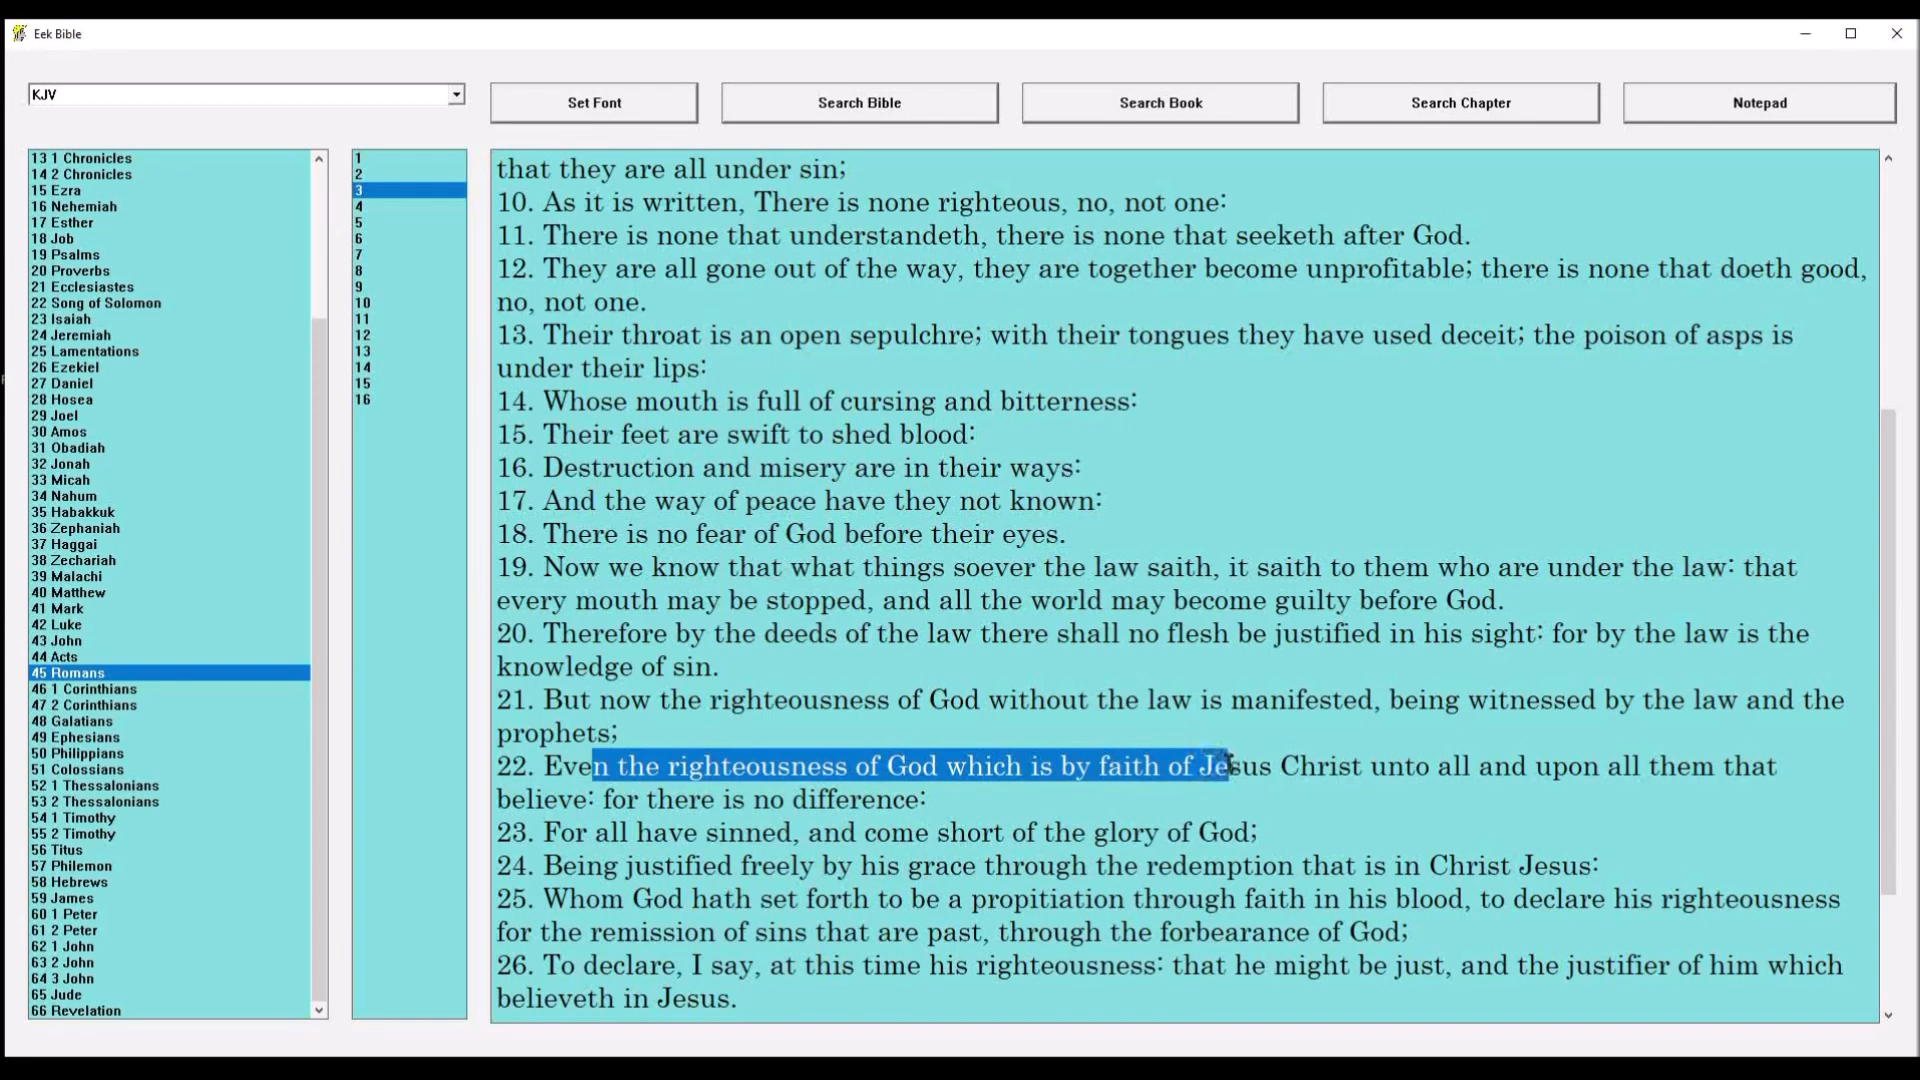 Eek Bible
KJV
Set Font
Search Bible
Search Book
Search Chapter
Notepad
13 1 Chronicles
14 2 Chronicles
15 Ezra
16 Nehemiah
17 Esther
18 Job
19 Psalms
20 Proverbs
21 Ecclesiastes
22 Song of Solomon
23 Isaiah
24 Jeremiah
25 Lamentations
26 Ezekiel
27 Daniel
28 Hosea
29 Joel
30 Amos
31 Obadiah
32 Jonah
33 Micah
34 Nahum
35 Habakkuk
36 Zephaniah
37 Haggai
38 Zechariah
39 Malachi
40 Matthew
41 Mark
42 Luke
43 John
44 Acts
45 Romans
46 1 Corinthians
47 2 Corinthians
48 Galatians
49 Ephesians
50 Philippians
51 Colossians
52 1 Thessalonians
53 2 Thessalonians
54 1 Timothy
55 2 Timothy
56 Titus
57 Philemon
58 Hebrews
59 James
60 1 Peter
61 2 Peter
62 1 John
63 2 John
64 3 John
65 Jude
66 Revelation
1
2
3
4
5
6
7
8
9
10
11
12
13
14
15
16
that they are all under sin;
10. As it is written, There is none righteous, no, not one:
11. There is none that understandeth, there is none that seeketh after God.
12. They are all gone out of the way, they are together become unprofitable; there is none that doeth good,
no, not one.
13. Their throat is an open sepulchre; with their tongues they have used deceit; the poison of asps is
under their lips:
14. Whose mouth is full of cursing and bitterness:
15. Their feet are swift to shed blood:
16. Destruction and misery are in their ways:
17. And the way of peace have they not known:
18. There is no fear of God before their eyes.
19. Now we know that what things soever the law saith, it saith to them who are under the law: that
every mouth may be stopped, and all the world may become guilty before God.
20. Therefore by the deeds of the law there shall no flesh be justified in his sight: for by the law is the
knowledge of sin.
21. But now the righteousness of God without the law is manifested, being witnessed by the law and the
prophets;
22. Even the righteousness of God which is by faith of Jesus Christ unto all and upon all them that
believe: for there is no difference:
23. For all have sinned, and come short of the glory of God;
24. Being justified freely by his grace through the redemption that is in Christ Jesus:
25. Whom God hath set forth to be a propitiation through faith in his blood, to declare his righteousness
for the remission of sins that are past, through the forbearance of God;
26. To declare, I say, at this time his righteousness: that he might be just, and the justifier of him which
believeth in Jesus.